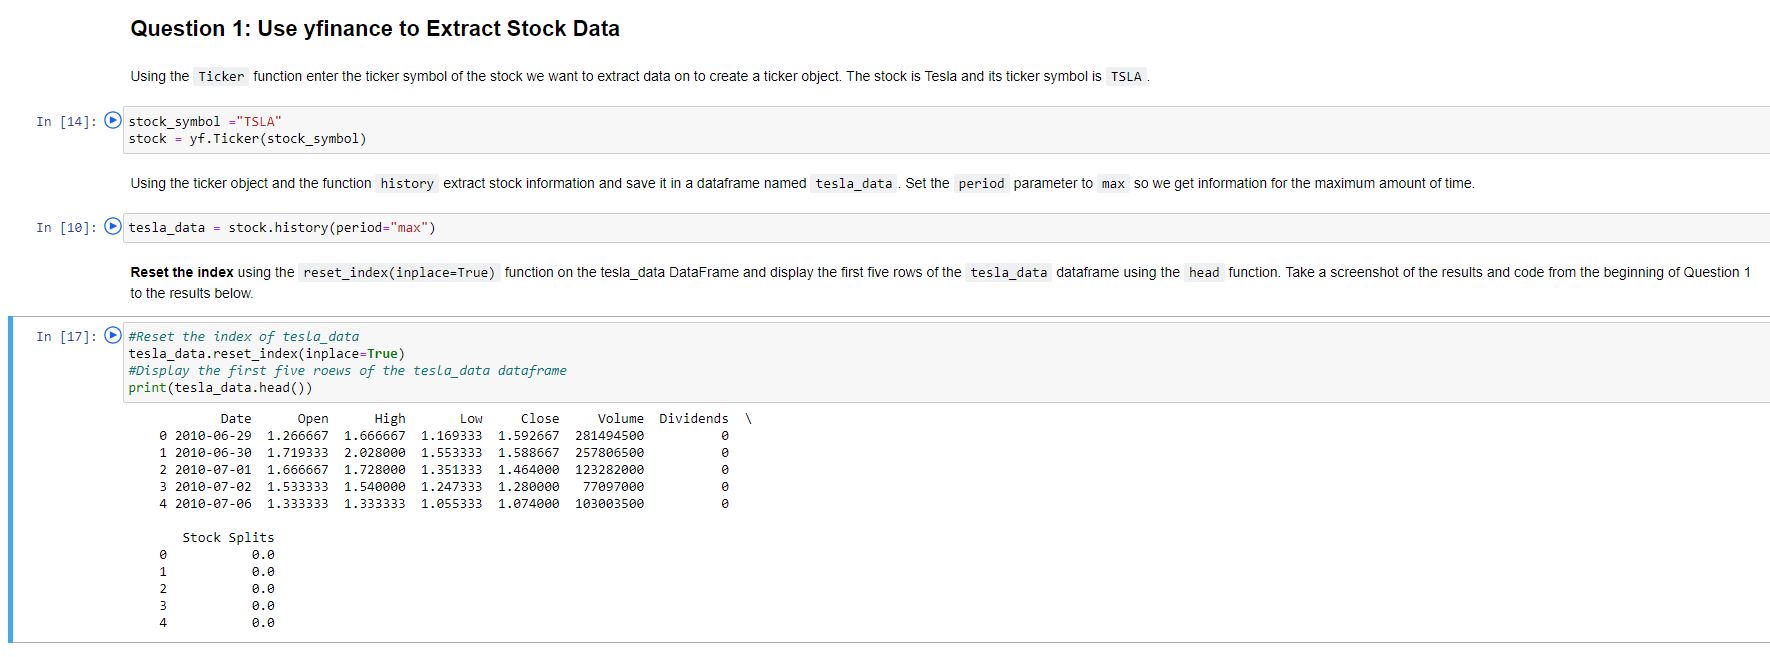 Question 1: Use yfinance to Extract Stock Data
Using the Ticker function enter the ticker symbol of the stock we want to extract data on to create a ticker object. The stock is Tesla and its ticker symbol is TSLA .
In [14]: stock_symbol ="TSLA"
stock = yf.Ticker(stock_symbol)
Using the ticker object and the function history extract stock information and save it in a dataframe named tesla_data . Set the period parameter to max so we get information for the maximum amount of time.
In [10]: tesla_data = stock.history(period="max")
Reset the index using the reset_index(inplace=True) function on the tesla_data DataFrame and display the first five rows of the tesla_data dataframe using the head function. Take a screenshot of the results and code from the beginning of Question 1
to the results below.
In [17]: #Reset the index of tesla_data
tesla_data.reset_index(inplace=True)
#Display the first five roews of the tesla_data dataframe
print(tesla_data.head())
Date Open High Low Close Volume Dividends \
0 2010-06-29 1.266667 1.666667 1.169333 1.592667 281494500 0
1 2010-06-30 1.719333 2.028000 1.553333 1.588667 257806500 0
2 2010-07-01 1.666667 1.728000 1.351333 1.464000 123282000 0
3 2010-07-02 1.533333 1.540000 1.247333 1.280000 77097000 0
4 2010-07-06 1.333333 1.333333 1.055333 1.074000 103003500 0
Stock Splits
0 0.0
1 0.0
2 0.0
3 0.0
4 0.0